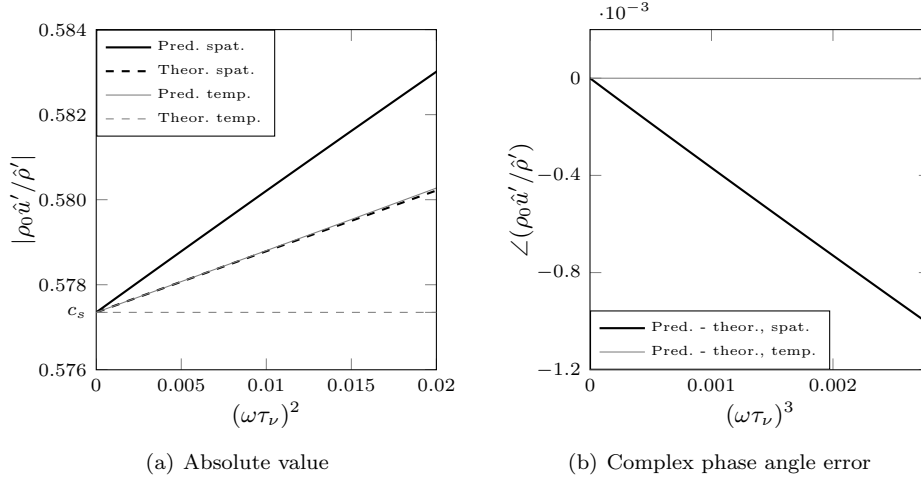 0.584
0.582
0.580
0.578
c_s
0.576
|ρ₀û′/ρ̂′|
Pred. spat.
Theor. spat.
Pred. temp.
Theor. temp.
0
0.005
0.01
0.015
0.02
(ωτ_ν)²
(a) Absolute value
·10⁻³
0
−0.4
−0.8
−1.2
∠(ρ₀û′/ρ̂′)
Pred. - theor., spat.
Pred. - theor., temp.
0
0.001
0.002
(ωτ_ν)³
(b) Complex phase angle error